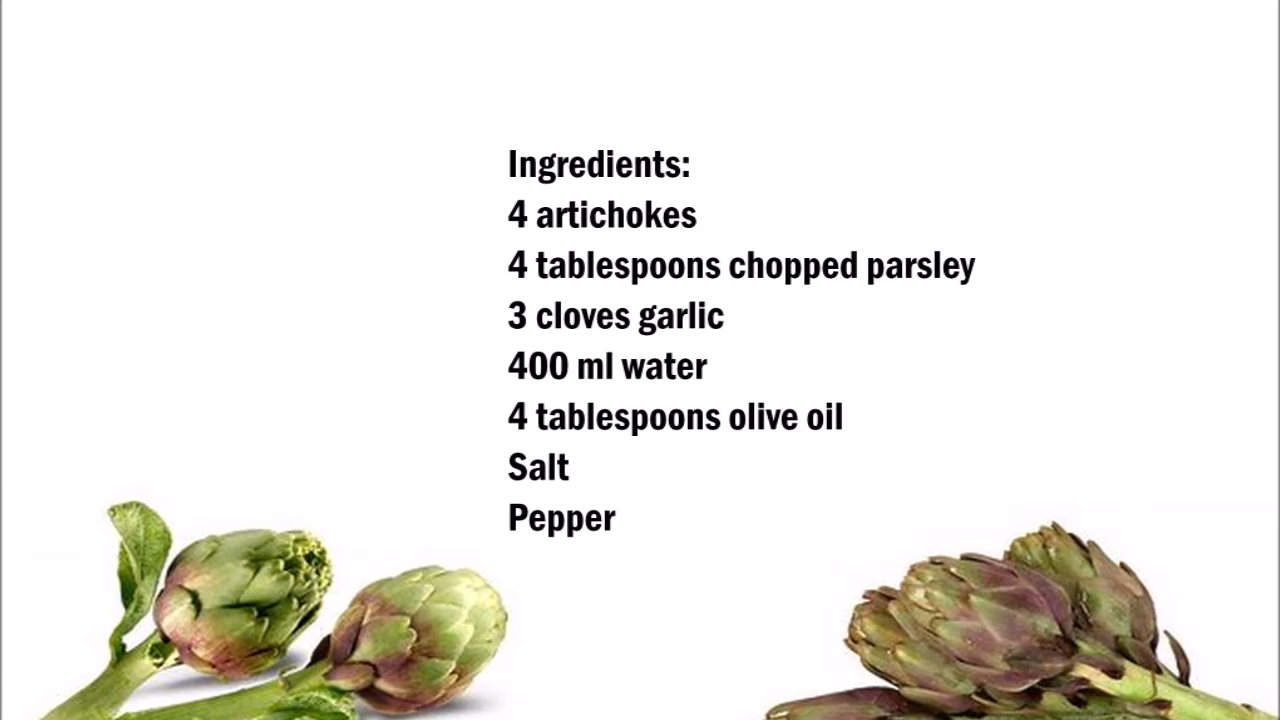 Ingredients:
4 artichokes
4 tablespoons chopped parsley
3 cloves garlic
400 ml water
4 tablespoons olive oil
Salt
Pepper